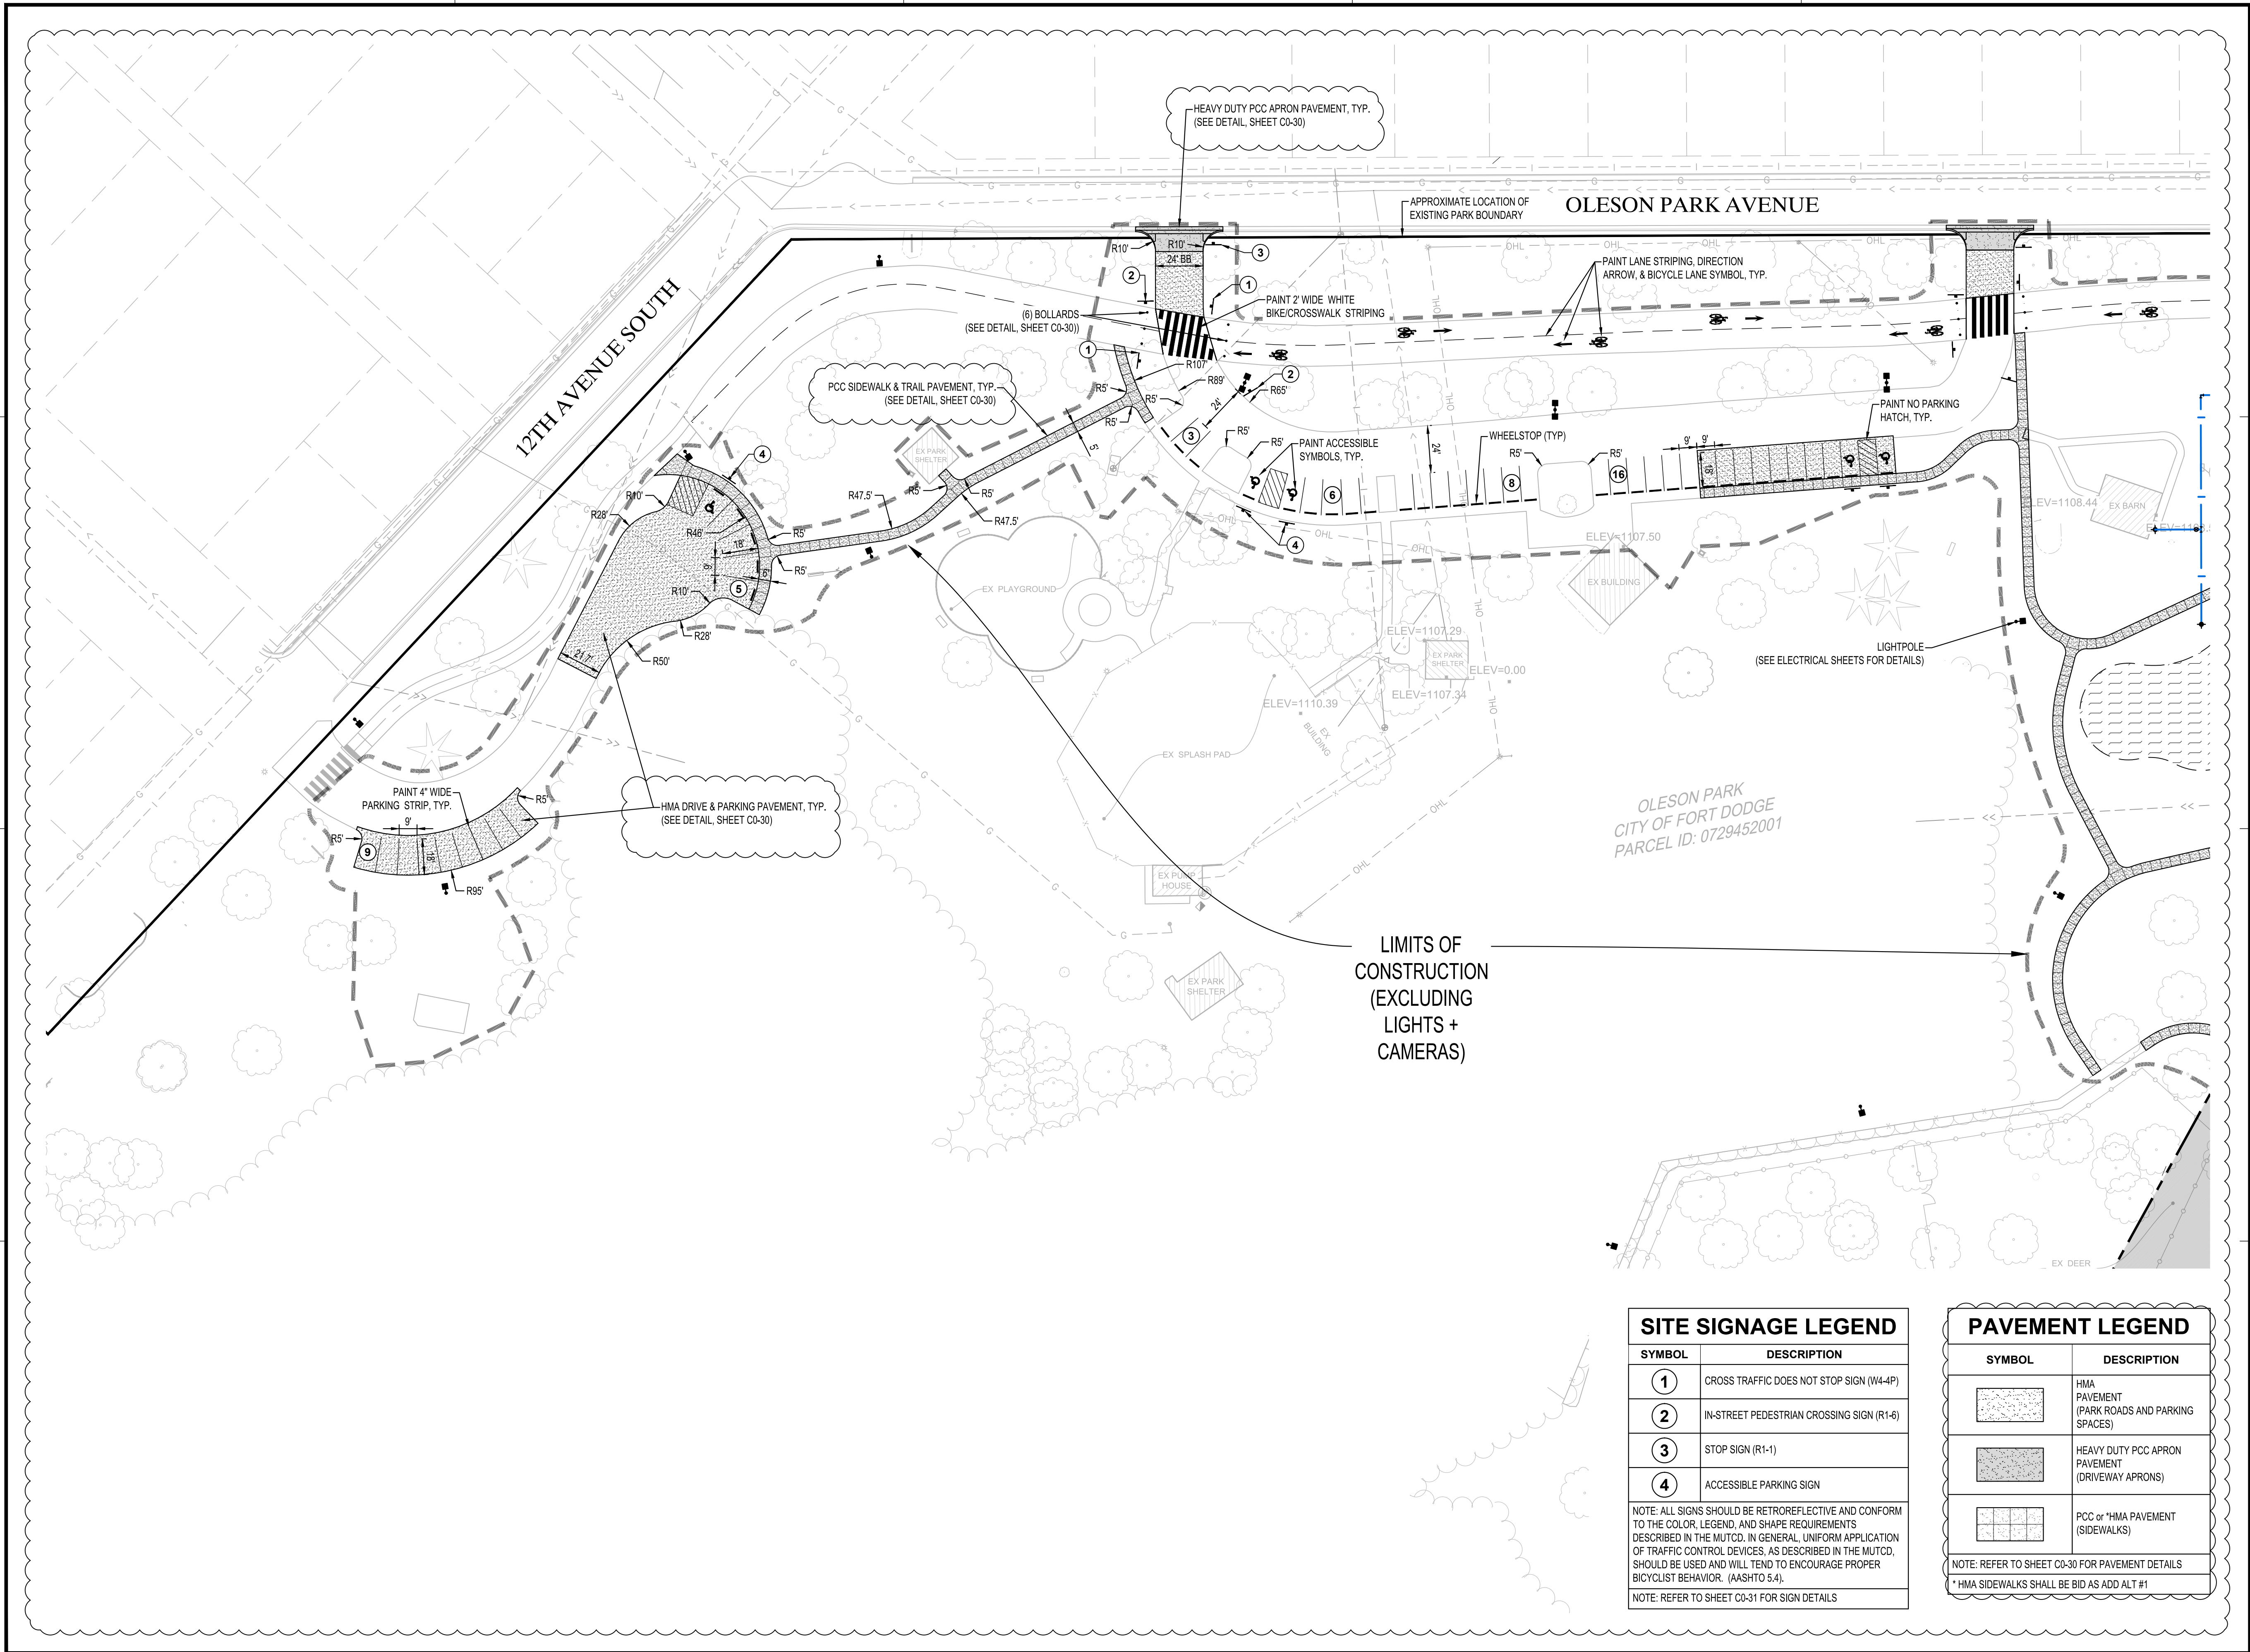 HEAVY DUTY PCC APRON PAVEMENT, TYP.
(SEE DETAIL, SHEET C0-30)
APPROXIMATE LOCATION OF
EXISTING PARK BOUNDARY
OLESON PARK AVENUE
12TH AVENUE SOUTH
R10'
R10'
24' BB
3
2
1
PAINT LANE STRIPING, DIRECTION
ARROW, & BICYCLE LANE SYMBOL, TYP.
PAINT 2' WIDE WHITE
BIKE/CROSSWALK STRIPING
(6) BOLLARDS
(SEE DETAIL, SHEET C0-30))
1
R107'
R89'
2
R65'
PCC SIDEWALK & TRAIL PAVEMENT, TYP.
(SEE DETAIL, SHEET C0-30)
R5'
R5'
R5'
24'
3
5'
R5'
R5'
PAINT ACCESSIBLE
SYMBOLS, TYP.
24'
WHEELSTOP (TYP)
R5'
R5'
9'
9'
18'
PAINT NO PARKING
HATCH, TYP.
6
8
16
4
EX PARK
SHELTER
4
R10'
R28'
R46'
18'
9'
R5'
R5'
6'
5
R10'
R28'
R50'
21.7'
R47.5'
R5'
R5'
R47.5'
EX PLAYGROUND
OHL
OHL
OHL
OHL
OHL
OHL
OHL
OHL
G
G
G
G
ELEV=1107.50
EX BUILDING
ELEV=1108.44
EX BARN
ELEV=1107.29
EX PARK
SHELTER
ELEV=0.00
ELEV=1107.34
ELEV=1110.39
EX
BUILDING
EX SPLASH PAD
LIGHTPOLE
(SEE ELECTRICAL SHEETS FOR DETAILS)
PAINT 4" WIDE
PARKING STRIP, TYP.
9'
R5'
R5'
9
18'
R95'
HMA DRIVE & PARKING PAVEMENT, TYP.
(SEE DETAIL, SHEET C0-30)
OLESON PARK
CITY OF FORT DODGE
PARCEL ID: 0729452001
EX PUMP
HOUSE
EX PARK
SHELTER
LIMITS OF
CONSTRUCTION
(EXCLUDING
LIGHTS +
CAMERAS)
EX DEER
SITE SIGNAGE LEGEND
SYMBOL DESCRIPTION
1 CROSS TRAFFIC DOES NOT STOP SIGN (W4-4P)
2 IN-STREET PEDESTRIAN CROSSING SIGN (R1-6)
3 STOP SIGN (R1-1)
4 ACCESSIBLE PARKING SIGN
NOTE: ALL SIGNS SHOULD BE RETROREFLECTIVE AND CONFORM
TO THE COLOR, LEGEND, AND SHAPE REQUIREMENTS
DESCRIBED IN THE MUTCD. IN GENERAL, UNIFORM APPLICATION
OF TRAFFIC CONTROL DEVICES, AS DESCRIBED IN THE MUTCD,
SHOULD BE USED AND WILL TEND TO ENCOURAGE PROPER
BICYCLIST BEHAVIOR. (AASHTO 5.4).
NOTE: REFER TO SHEET C0-31 FOR SIGN DETAILS
PAVEMENT LEGEND
SYMBOL DESCRIPTION
HMA
PAVEMENT
(PARK ROADS AND PARKING
SPACES)
HEAVY DUTY PCC APRON
PAVEMENT
(DRIVEWAY APRONS)
PCC or *HMA PAVEMENT
(SIDEWALKS)
NOTE: REFER TO SHEET C0-30 FOR PAVEMENT DETAILS
* HMA SIDEWALKS SHALL BE BID AS ADD ALT #1